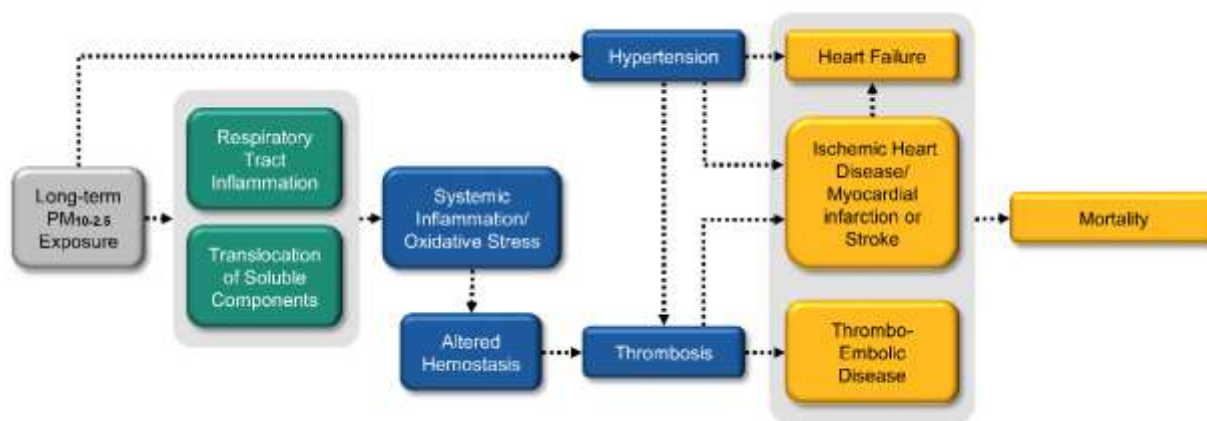 Hypertension
Heart Failure
Respiratory
Tract
Inflammation
Long-term
PM10-2.5
Exposure
Systemic
Inflammation/
Oxidative Stress
Ischemic Heart
Disease/
Myocardial
infarction or
Stroke
Mortality
Translocation
of Soluble
Components
Altered
Hemostasis
Thrombosis
Thrombo-
Embolic
Disease